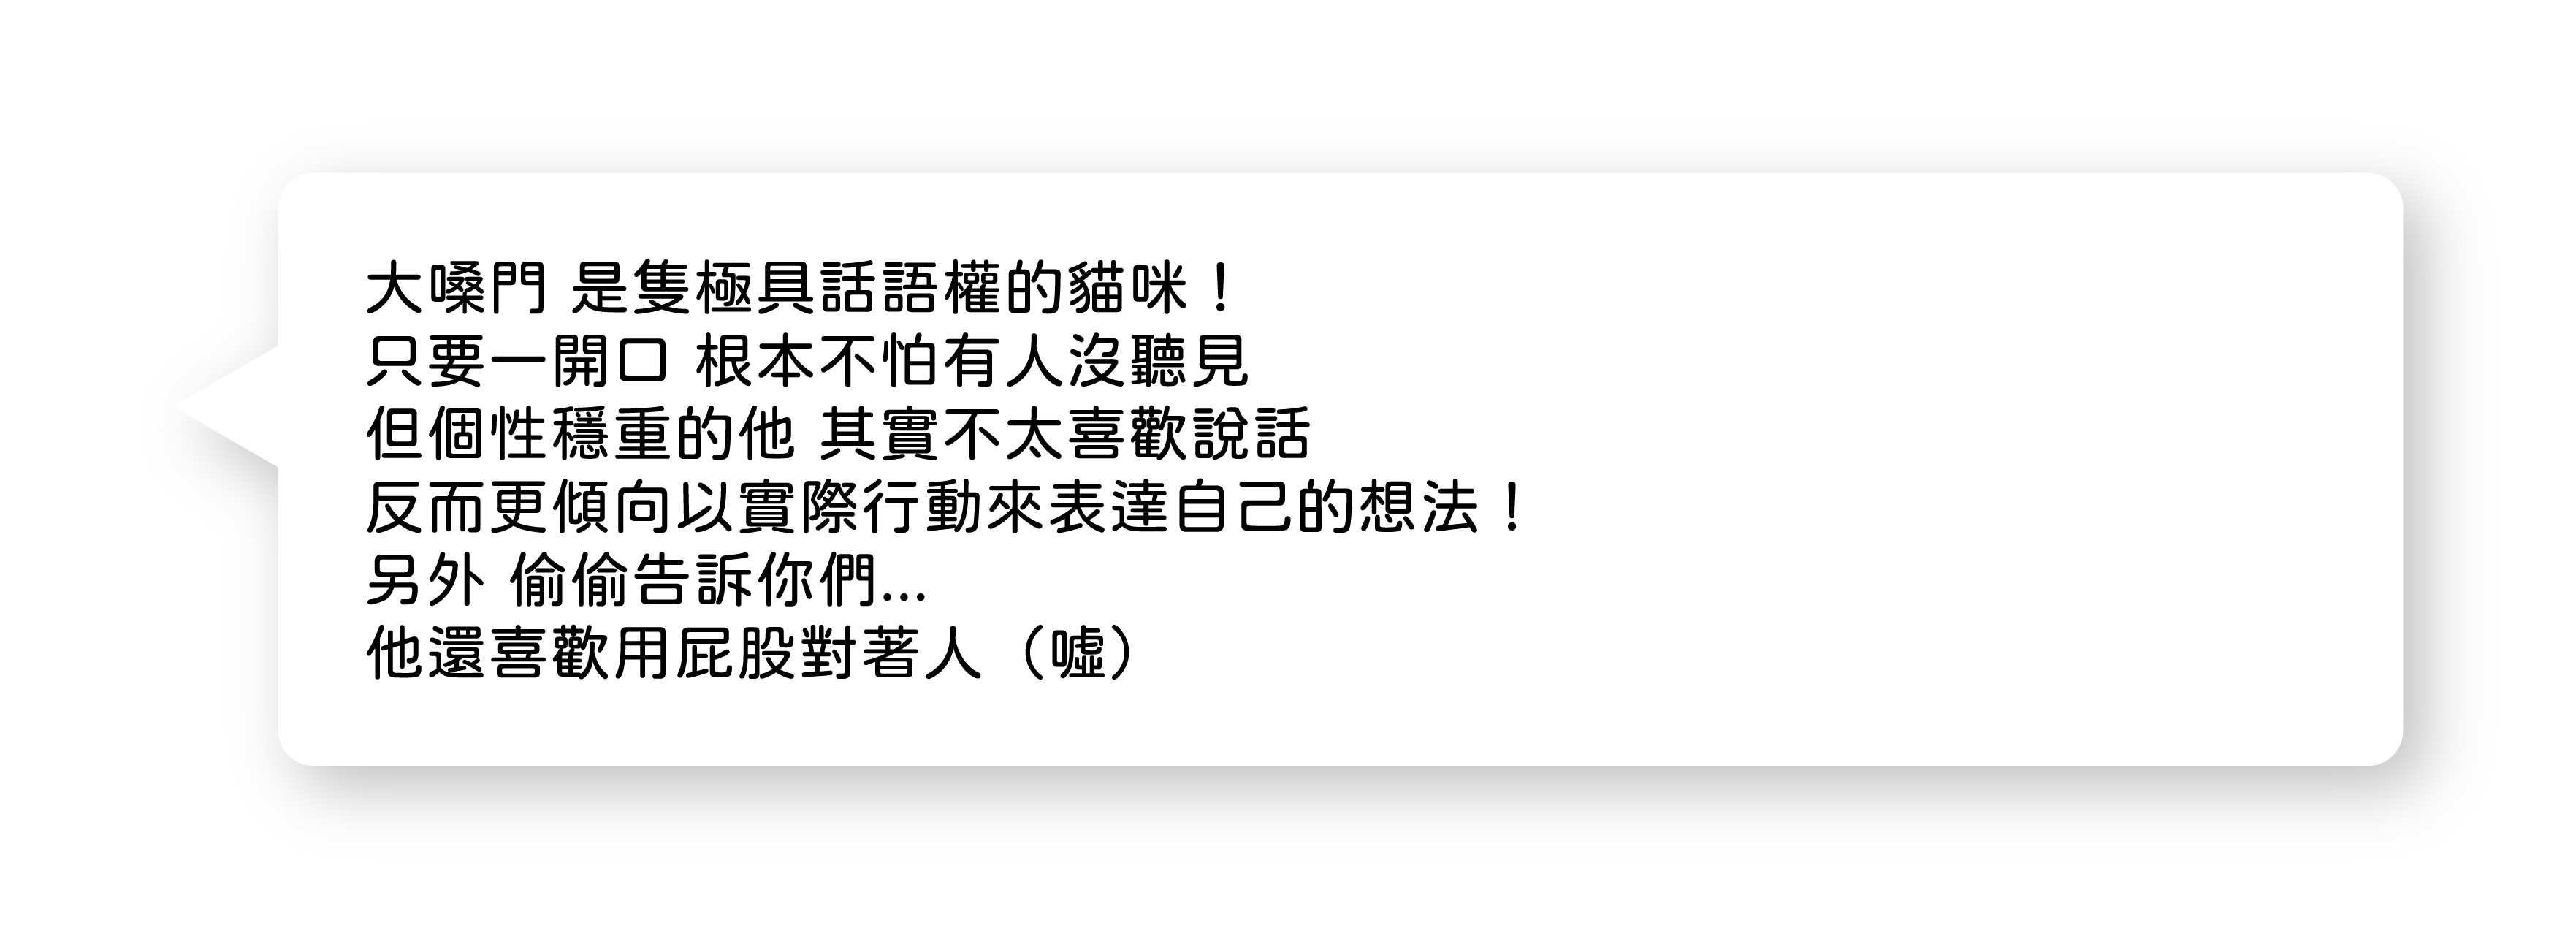 大嗓門 是隻極具話語權的貓咪！
只要一開口 根本不怕有人沒聽見
但個性穩重的他 其實不太喜歡說話
反而更傾向以實際行動來表達自己的想法！
另外 偷偷告訴你們...
他還喜歡用屁股對著人（噓）